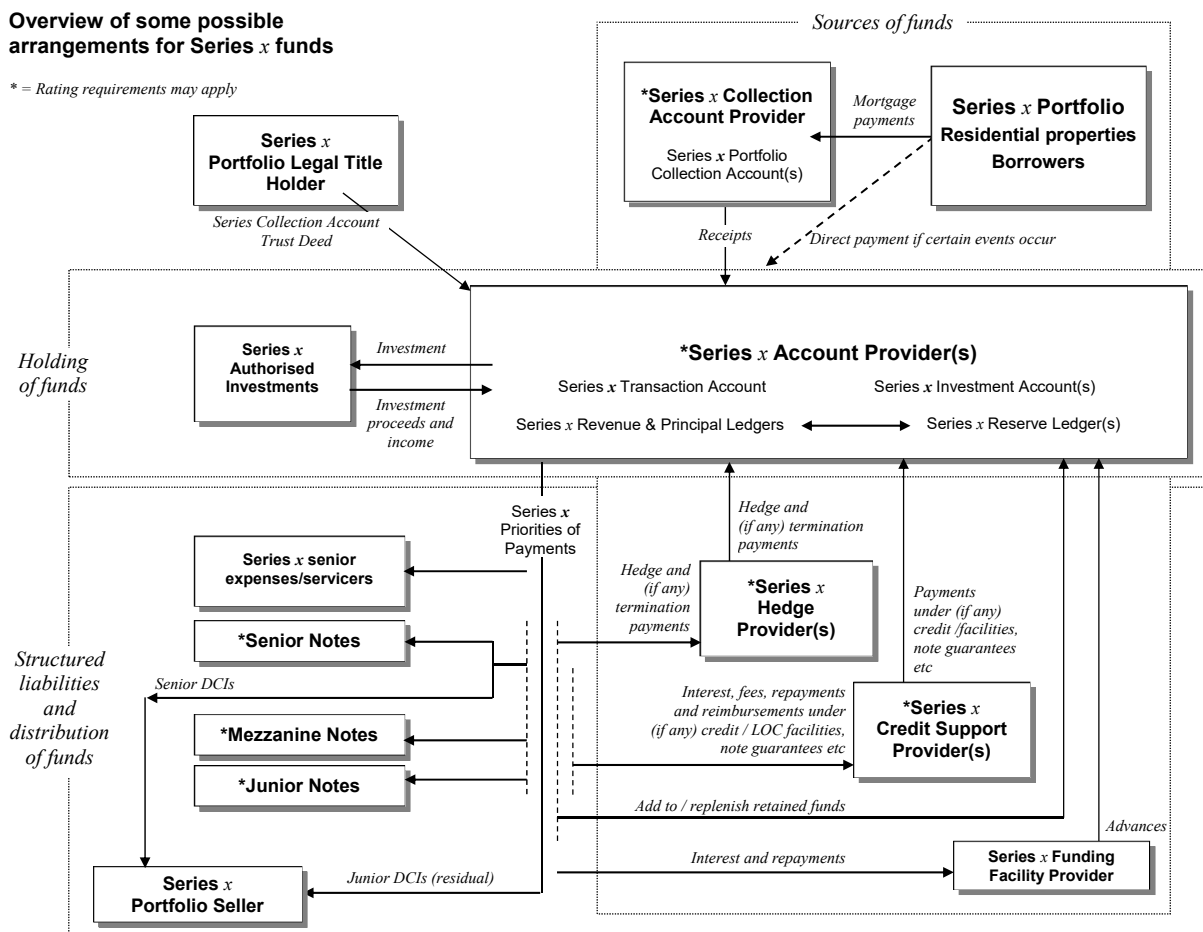 Overview of some possible
arrangements for Series x funds
* = Rating requirements may apply
Sources of funds
*Series x Collection
Account Provider
Series x Portfolio
Collection Account(s)
Mortgage
payments
Series x Portfolio
Residential properties
Borrowers
Series x
Portfolio Legal Title
Holder
Series Collection Account
Trust Deed
Receipts
Direct payment if certain events occur
Holding
of funds
Series x
Authorised
Investments
Investment
Investment
proceeds and
income
*Series x Account Provider(s)
Series x Transaction Account
Series x Investment Account(s)
Series x Revenue & Principal Ledgers
Series x Reserve Ledger(s)
Structured
liabilities
and
distribution
of funds
Series x
Priorities of
Payments
Series x senior
expenses/servicers
*Senior Notes
Senior DCIs
*Mezzanine Notes
*Junior Notes
Series x
Portfolio Seller
Junior DCIs (residual)
Hedge and
(if any) termination
payments
Hedge and
(if any)
termination
payments
*Series x
Hedge
Provider(s)
Payments
under (if any)
credit /facilities,
note guarantees
etc
Interest, fees, repayments
and reimbursements under
(if any) credit / LOC facilities,
note guarantees etc
*Series x
Credit Support
Provider(s)
Add to / replenish retained funds
Advances
Interest and repayments
Series x Funding
Facility Provider